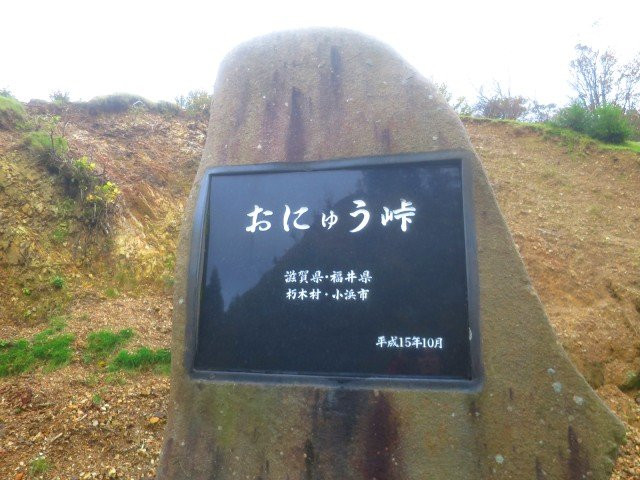 おにゅう峠
滋賀県・福井県
朽木村・小浜市
平成15年10月